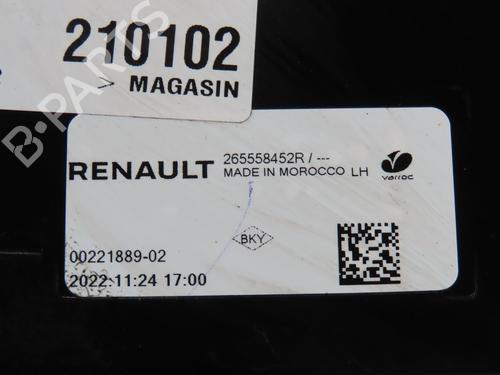 210102
> MAGASIN
B-PARTS
RENAULT
265558452R / ---
MADE IN MOROCCO LH
varroc
BKY
00221889-02
2022:11:24 17:00